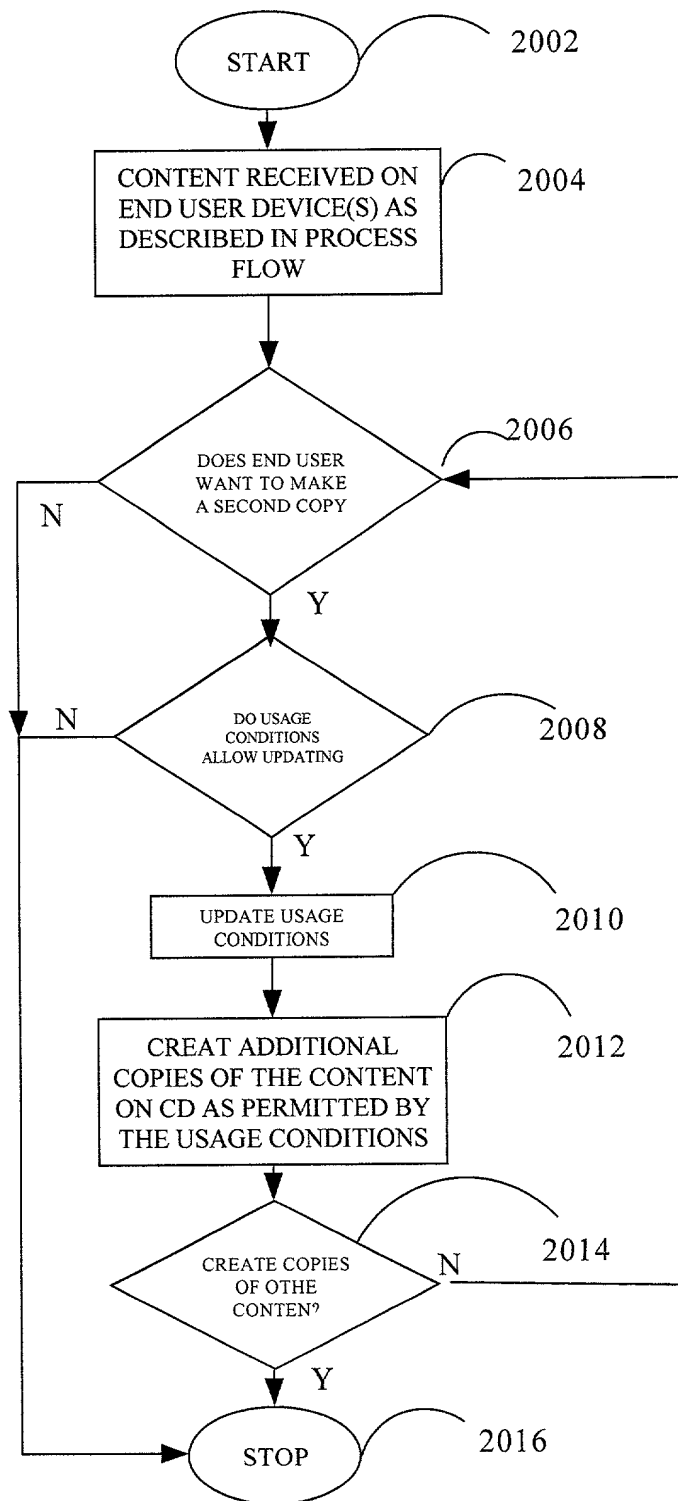 START
2002
CONTENT RECEIVED ON
END USER DEVICE(S) AS
DESCRIBED IN PROCESS
FLOW
2004
DOES END USER
WANT TO MAKE
A SECOND COPY
2006
N
Y
DO USAGE
CONDITIONS
ALLOW UPDATING
N
2008
Y
UPDATE USAGE
CONDITIONS
2010
CREAT ADDITIONAL
COPIES OF THE CONTENT
ON CD AS PERMITTED BY
THE USAGE CONDITIONS
2012
CREATE COPIES
OF OTHE
CONTEN?
2014
N
Y
STOP
2016